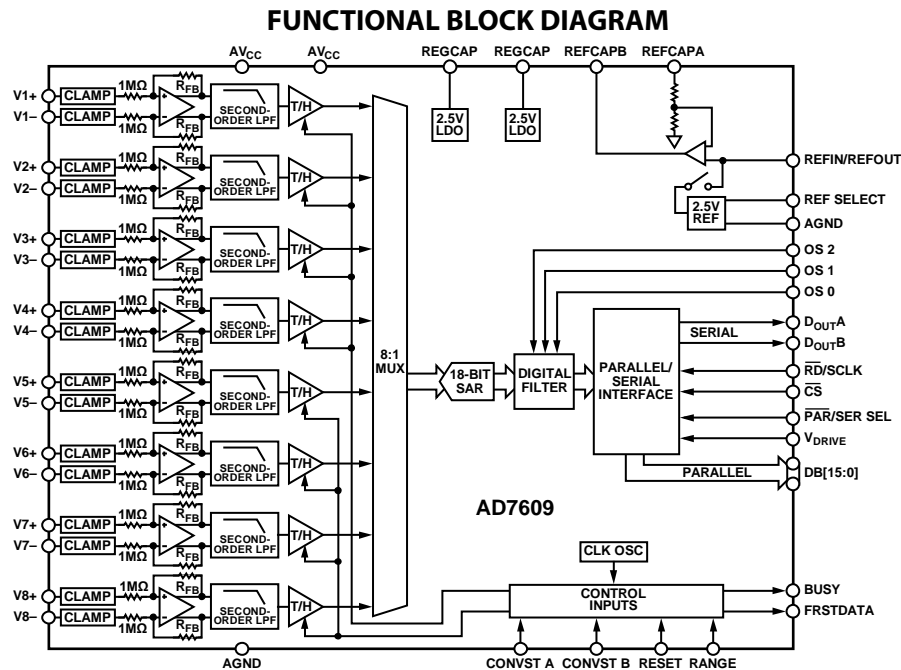 FUNCTIONAL BLOCK DIAGRAM
AVCC
AVCC
REGCAP
REGCAP
REFCAPB
REFCAPA
V1+
CLAMP
1MΩ
RFB
V1–
CLAMP
1MΩ
RFB
SECOND-
ORDER LPF
T/H
2.5V
LDO
2.5V
LDO
V2+
CLAMP
1MΩ
RFB
V2–
CLAMP
1MΩ
RFB
SECOND-
ORDER LPF
T/H
REFIN/REFOUT
2.5V
REF
REF SELECT
AGND
V3+
CLAMP
1MΩ
RFB
V3–
CLAMP
1MΩ
RFB
SECOND-
ORDER LPF
T/H
OS 2
OS 1
OS 0
V4+
CLAMP
1MΩ
RFB
V4–
CLAMP
1MΩ
RFB
SECOND-
ORDER LPF
T/H
8:1
MUX
18-BIT
SAR
DIGITAL
FILTER
PARALLEL/
SERIAL
INTERFACE
SERIAL
DOUTA
DOUTB
RD/SCLK
CS
PAR/SER SEL
VDRIVE
PARALLEL
DB[15:0]
V5+
CLAMP
1MΩ
RFB
V5–
CLAMP
1MΩ
RFB
SECOND-
ORDER LPF
T/H
V6+
CLAMP
1MΩ
RFB
V6–
CLAMP
1MΩ
RFB
SECOND-
ORDER LPF
T/H
AD7609
V7+
CLAMP
1MΩ
RFB
V7–
CLAMP
1MΩ
RFB
SECOND-
ORDER LPF
T/H
CLK OSC
V8+
CLAMP
1MΩ
RFB
V8–
CLAMP
1MΩ
RFB
SECOND-
ORDER LPF
T/H
CONTROL
INPUTS
BUSY
FRSTDATA
AGND
CONVST A
CONVST B
RESET
RANGE